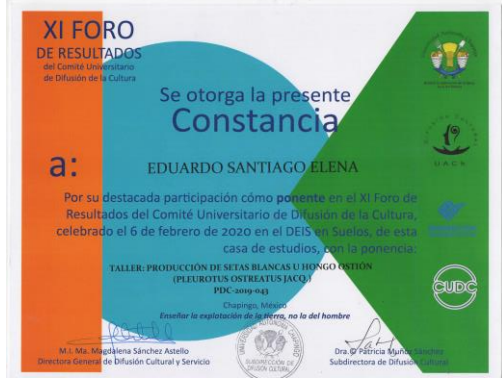 XI FORO
DE RESULTADOS
del Comité Universitario
de Difusión de la Cultura
Se otorga la presente
Constancia
a:
EDUARDO SANTIAGO ELENA
Por su destacada participación cómo ponente en el XI Foro de
Resultados del Comité Universitario de Difusión de la Cultura,
celebrado el 6 de febrero de 2020 en el DEIS en Suelos, de esta
casa de estudios, con la ponencia:
TALLER: PRODUCCIÓN DE SETAS BLANCAS U HONGO OSTIÓN
(PLEUROTUS OSTREATUS JACQ.)
PDC-2019-043
Chapingo, México
Enseñar la explotación de la tierra, no la del hombre
M.I. Ma. Magdalena Sánchez Astello
Directora General de Difusión Cultural y Servicio
Dra. Patricia Muñoz Sánchez
Subdirectora de Difusión Cultural
SUBDIRECCIÓN DE
DIFUSIÓN CULTURAL
UACh
CUDC